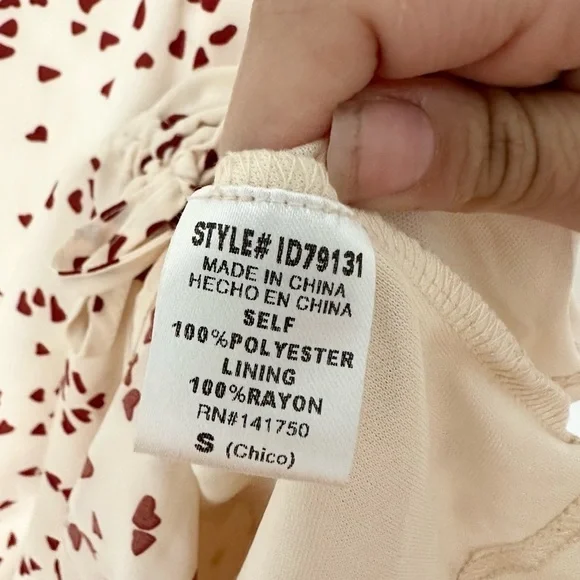 STYLE# ID79131
MADE IN CHINA
HECHO EN CHINA
SELF
100%POLYESTER
LINING
100%RAYON
RN#141750
S (Chico)